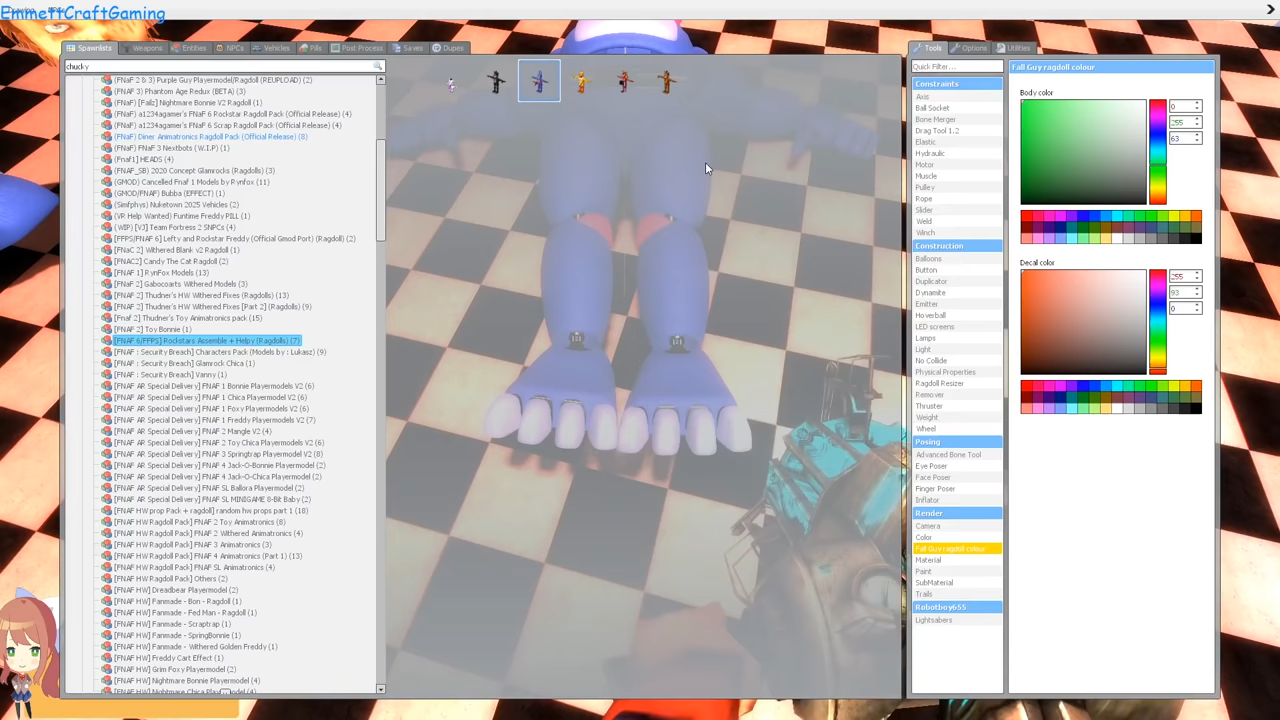 EmmettCraftGaming
Spawnlists
Weapons
Entities
NPCs
Vehicles
Pills
Post Process
Saves
Dupes
chucky
(FNaF 2 & 3) Purple Guy Playermodel/Ragdoll (REUPLOAD) (2)
(FNAF 3) Phantom Age Redux (BETA) (3)
(FNaF) [Failz] Nightmare Bonnie V2 Ragdoll (1)
(FNaF) a1234agamer's FNAF 6 Rockstar Ragdoll Pack (Official Release) (4)
(FNaF) a1234agamer's FNaF 6 Scrap Ragdoll Pack (Official Release) (4)
(FNaF) Diner Animatronics Ragdoll Pack (Official Release) (8)
(FNaF) FNaF 3 Nextbots ( W.I.P) (1)
(Fnaf1) HEADS (4)
(FNAF_SB) 2020 Concept Glamrocks (Ragdolls) (3)
(GMOD) Cancelled Fnaf 1 Models by Rynfox (11)
(GMOD/FNAF) Bubba (EFFECT) (1)
(Simfphys) Nuketown 2025 Vehicles (2)
(VR Help Wanted) Funtime Freddy PILL (1)
( WIP) [VJ] Team Fortress 2 SNPCs (4)
[FFPS/FNAF 6] Lefty and Rockstar Freddy (Official Gmod Port) (Ragdoll) (2)
[FNaC 2] Withered Blank v2 Ragdoll (1)
[FNAC2] Candy The Cat Ragdoll (2)
[FNAF 1] RynFox Models (13)
[FNAF 2] Gabocoarts Withered Models (3)
[FNAF 2] Thudner's HW Withered Fixes (Ragdolls) (13)
[FNAF 2] Thudner's HW Withered Fixes [Part 2] (Ragdolls) (9)
[Fnaf 2] Thudner's Toy Animatronics pack (15)
[FNAF 2] Toy Bonnie (1)
[FNAF 6/FFPS] Rockstars Assemble + Helpy (Ragdolls) (7)
[FNAF : Security Breach] Characters Pack (Models by : Lukasz) (9)
[FNAF : Security Breach] Glamrock Chica (1)
[FNAF : Security Breach] Vanny (1)
[FNAF AR Special Delivery] FNAF 1 Bonnie Playermodels V2 (6)
[FNAF AR Special Delivery] FNAF 1 Chica Playermodels V2 (6)
[FNAF AR Special Delivery] FNAF 1 Foxy Playermodels V2 (6)
[FNAF AR Special Delivery] FNAF 1 Freddy Playermodels V2 (7)
[FNAF AR Special Delivery] FNAF 2 Mangle V2 (4)
[FNAF AR Special Delivery] FNAF 2 Toy Chica Playermodels V2 (6)
[FNAF AR Special Delivery] FNAF 3 Springtrap Playermodel V2 (8)
[FNAF AR Special Delivery] FNAF 4 Jack-O-Bonnie Playermodel (2)
[FNAF AR Special Delivery] FNAF 4 Jack-O-Chica Playermodel (2)
[FNAF AR Special Delivery] FNAF SL Ballora Playermodel (2)
[FNAF AR Special Delivery] FNAF SL MINIGAME 8-Bit Baby (2)
[FNAF HW prop Pack + ragdoll] random hw props part 1 (18)
[FNAF HW Ragdoll Pack] FNAF 2 Toy Animatronics (8)
[FNAF HW Ragdoll Pack] FNAF 2 Withered Animatronics (4)
[FNAF HW Ragdoll Pack] FNAF 3 Animatronics (3)
[FNAF HW Ragdoll Pack] FNAF 4 Animatronics (Part 1) (13)
[FNAF HW Ragdoll Pack] FNAF SL Animatronics (4)
[FNAF HW Ragdoll Pack] Others (2)
[FNAF HW] Dreadbear Playermodel (2)
[FNAF HW] Fanmade - Bon - Ragdoll (1)
[FNAF HW] Fanmade - Fed Man - Ragdoll (1)
[FNAF HW] Fanmade - Scraptrap (1)
[FNAF HW] Fanmade - SpringBonnie (1)
[FNAF HW] Fanmade - Withered Golden Freddy (1)
[FNAF HW] Freddy Cart Effect (1)
[FNAF HW] Grim Foxy Playermodel (2)
[FNAF HW] Nightmare Bonnie Playermodel (4)
Tools
Options
Utilities
Quick Filter...
Constraints
Axis
Ball Socket
Bone Merger
Drag Tool 1.2
Elastic
Hydraulic
Motor
Muscle
Pulley
Rope
Slider
Weld
Winch
Construction
Balloons
Button
Duplicator
Dynamite
Emitter
Hoverball
LED screens
Lamps
Light
No Collide
Physical Properties
Ragdoll Resizer
Remover
Thruster
Weight
Wheel
Posing
Advanced Bone Tool
Eye Poser
Face Poser
Finger Poser
Inflator
Render
Camera
Color
Fall Guy ragdoll colour
Material
Paint
SubMaterial
Trails
Robotboy655
Lightsabers
Fall Guy ragdoll colour
Body color
0
255
63
Decal color
255
93
0